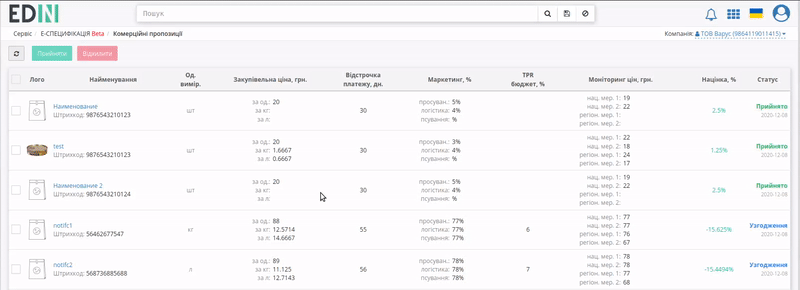 EDIN
Пошук
Сервіс / Е-СПЕЦИФІКАЦІЯ Beta / Комерційні пропозиції
Компанія: ТОВ Варус (9864119011415)
Прийняти Відхилити
Лого Найменування Од. вимір. Закупівельна ціна, грн. Відстрочка платежу, дн. Маркетинг, % TPR бюджет, % Моніторинг цін, грн. Націнка, % Статус
Наименование
Штрихкод: 9876543210123
шт
за од.: 20
за кг:
за л:
30
просуван.: 5%
логістика: 4%
псування: %
нац. мер. 1: 19
нац. мер. 2: 22
регіон. мер. 1:
регіон. мер. 2:
2.5%
Прийнято
2020-12-08
test
Штрихкод: 9876543210123
шт
за од.: 20
за кг: 1.6667
за л: 0.6667
30
просуван.: 3%
логістика: 4%
псування: %
нац. мер. 1: 22
нац. мер. 2: 18
регіон. мер. 1: 24
регіон. мер. 2: 17
1.25%
Прийнято
2020-12-08
Наименование 2
Штрихкод: 9876543210124
шт
за од.: 20
за кг:
за л:
30
просуван.: 5%
логістика: 4%
псування: %
нац. мер. 1: 19
нац. мер. 2: 22
регіон. мер. 1:
регіон. мер. 2:
2.5%
Прийнято
2020-12-08
notifc1
Штрихкод: 56462677547
кг
за од.: 88
за кг: 12.5714
за л: 14.6667
55
просуван.: 77%
логістика: 77%
псування: 77%
6
нац. мер. 1: 77
нац. мер. 2: 77
регіон. мер. 1: 76
регіон. мер. 2: 67
-15.625%
Узгодження
2020-12-08
notifc2
Штрихкод: 568736885688
л
за од.: 89
за кг: 11.125
за л: 12.7143
56
просуван.: 78%
логістика: 78%
псування: 78%
7
нац. мер. 1: 78
нац. мер. 2: 78
регіон. мер. 1: 77
регіон. мер. 2: 68
-15.4494%
Узгодження
2020-12-08